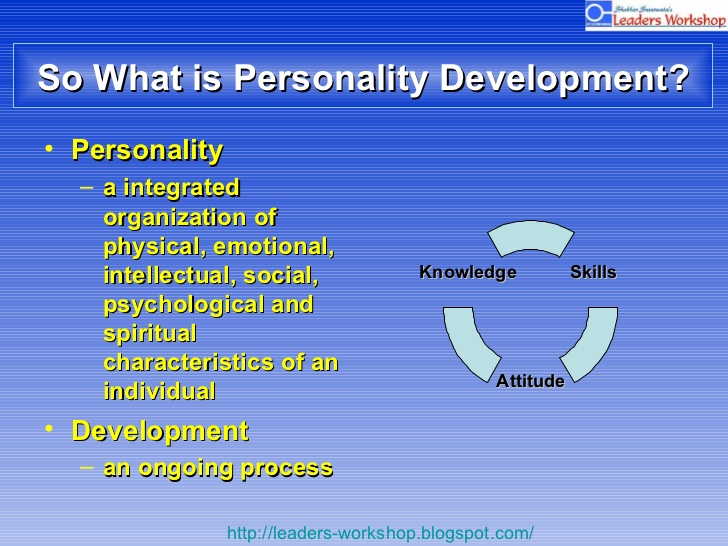 Shekhar Sreenivasan's
Leaders Workshop
So What is Personality Development?
• Personality
– a integrated
organization of
physical, emotional,
intellectual, social,
psychological and
spiritual
characteristics of an
individual
• Development
– an ongoing process
Knowledge
Skills
Attitude
http://leaders-workshop.blogspot.com/